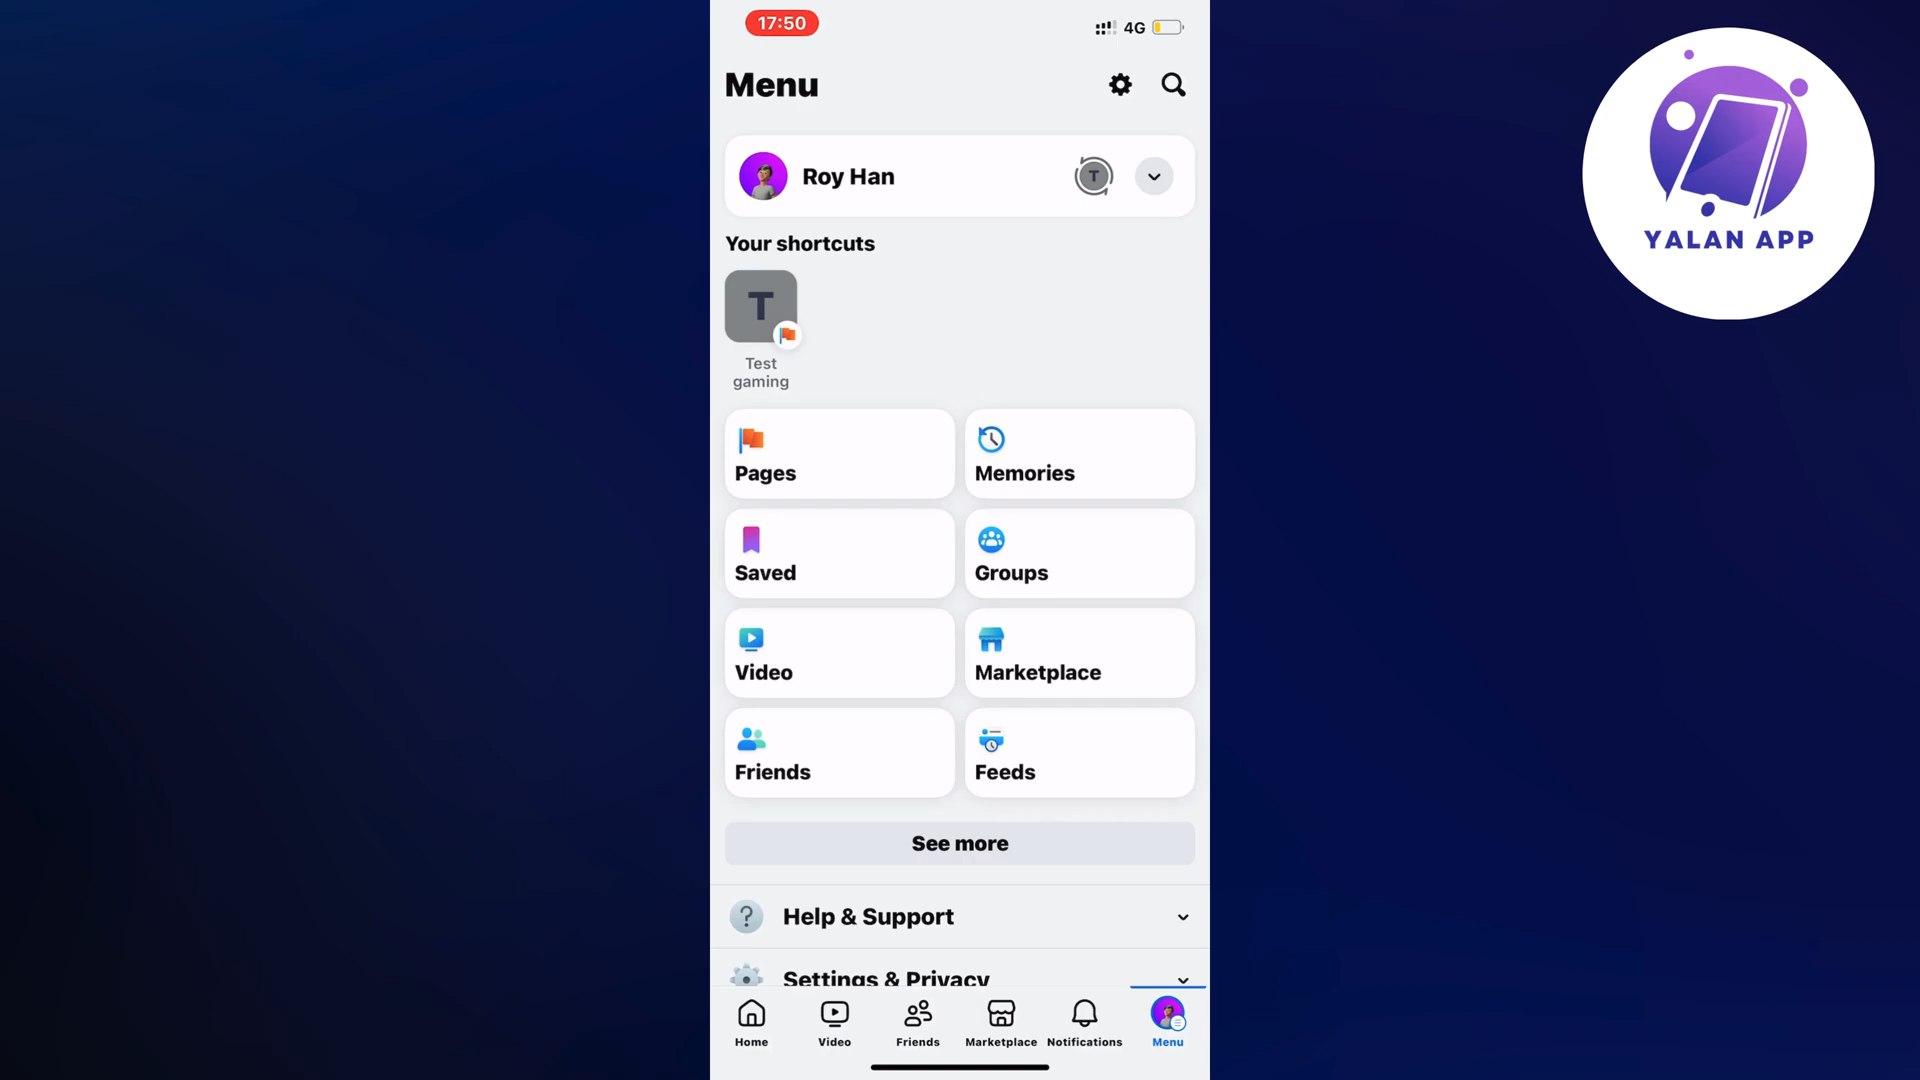 17:50
4G
Menu
YALAN APP
Roy Han
T
Your shortcuts
T
Test
gaming
Pages
Memories
Saved
Groups
Video
Marketplace
Friends
Feeds
See more
? Help & Support
Settings & Privacy
Home
Video
Friends
Marketplace
Notifications
Menu